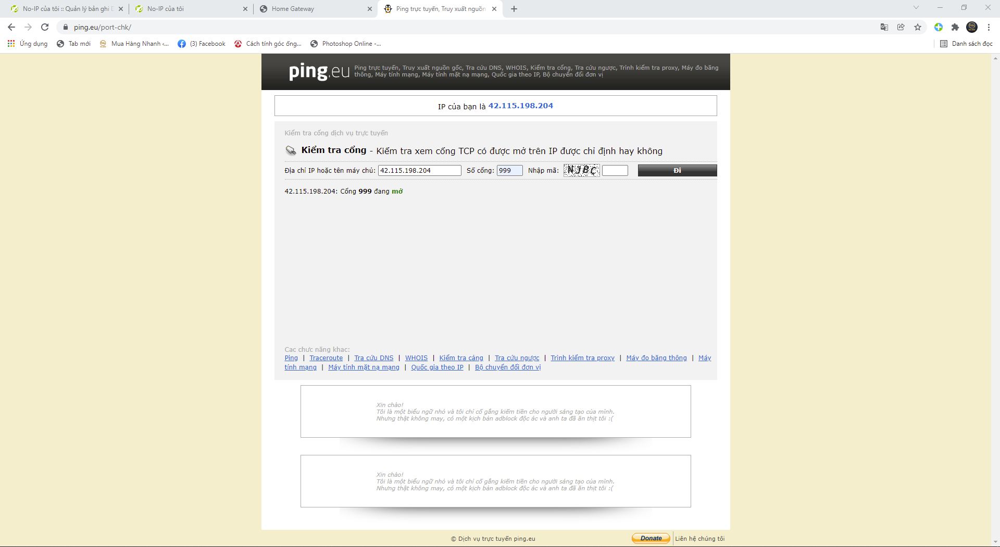 No-IP của tôi :: Quản lý bản ghi
No-IP của tôi
Home Gateway
Ping trực tuyến, Truy xuất nguồn
ping.eu/port-chk/
Ứng dụng
Tab mới
Mua Hàng Nhanh <...
(3) Facebook
Cách tính góc ống...
Photoshop Online -...
Danh sách đọc
ping.eu
Ping trực tuyến, Truy xuất nguồn gốc, Tra cứu DNS, WHOIS, Kiểm tra cổng, Tra cứu ngược, Trình kiểm tra proxy, Máy đo băng
thông, Máy tính mạng, Máy tính mặt nạ mạng, Quốc gia theo IP, Bộ chuyển đổi đơn vị
IP của bạn là 42.115.198.204
Kiểm tra cổng dịch vụ trực tuyến
Kiểm tra cổng - Kiểm tra xem cổng TCP có được mở trên IP được chỉ định hay không
Địa chỉ IP hoặc tên máy chủ: 42.115.198.204 Số cổng: 999 Nhập mã: NJBC Đi
42.115.198.204: Cổng 999 đang mở
Các chức năng khác:
Ping | Traceroute | Tra cứu DNS | WHOIS | Kiểm tra cảng | Tra cứu ngược | Trình kiểm tra proxy | Máy đo băng thông | Máy
tính mạng | Máy tính mặt nạ mạng | Quốc gia theo IP | Bộ chuyển đổi đơn vị
Xin chào!
Tôi là một biểu ngữ nhỏ và tôi chỉ cố gắng kiếm tiền cho người sáng tạo của mình.
Nhưng thật không may, có một kịch bản adblock độc ác và anh ta đã ăn thịt tôi :(
Xin chào!
Tôi là một biểu ngữ nhỏ và tôi chỉ cố gắng kiếm tiền cho người sáng tạo của mình.
Nhưng thật không may, có một kịch bản adblock độc ác và anh ta đã ăn thịt tôi :(
© Dịch vụ trực tuyến ping.eu
Donate
Liên hệ chúng tôi